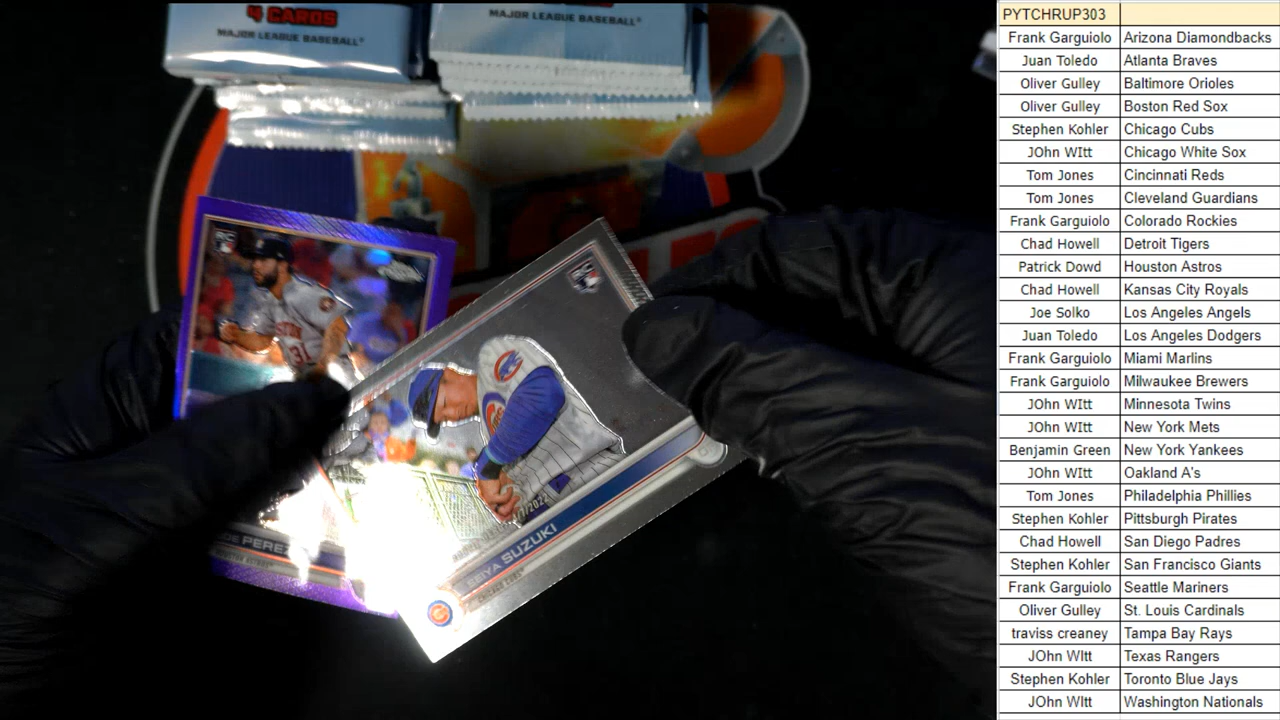 4 CARDS
MAJOR LEAGUE BASEBALL
MAJOR LEAGUE BASEBALL
31
PEREZ
SEIYA SUZUKI
CHICAGO CUBS
PYTCHRUP303
Frank Garguiolo Arizona Diamondbacks
Juan Toledo Atlanta Braves
Oliver Gulley Baltimore Orioles
Oliver Gulley Boston Red Sox
Stephen Kohler Chicago Cubs
JOhn WItt Chicago White Sox
Tom Jones Cincinnati Reds
Tom Jones Cleveland Guardians
Frank Garguiolo Colorado Rockies
Chad Howell Detroit Tigers
Patrick Dowd Houston Astros
Chad Howell Kansas City Royals
Joe Solko Los Angeles Angels
Juan Toledo Los Angeles Dodgers
Frank Garguiolo Miami Marlins
Frank Garguiolo Milwaukee Brewers
JOhn WItt Minnesota Twins
JOhn WItt New York Mets
Benjamin Green New York Yankees
JOhn WItt Oakland A's
Tom Jones Philadelphia Phillies
Stephen Kohler Pittsburgh Pirates
Chad Howell San Diego Padres
Stephen Kohler San Francisco Giants
Frank Garguiolo Seattle Mariners
Oliver Gulley St. Louis Cardinals
traviss creaney Tampa Bay Rays
JOhn WItt Texas Rangers
Stephen Kohler Toronto Blue Jays
JOhn WItt Washington Nationals